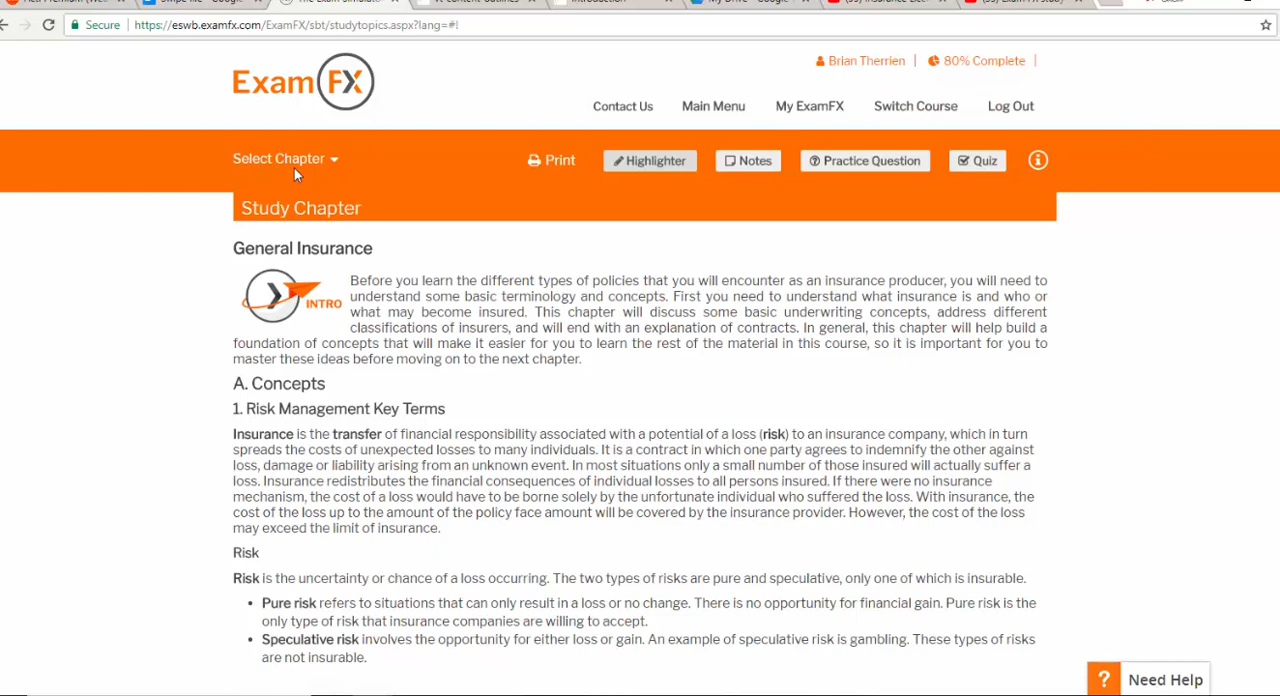 Secure | https://eswb.examfx.com/ExamFX/sbt/studytopics.aspx?lang=#!
ExamFX
Brian Therrien | 80% Complete |
Contact Us Main Menu My ExamFX Switch Course Log Out
Select Chapter Print Highlighter Notes Practice Question Quiz
Study Chapter
General Insurance
INTRO
Before you learn the different types of policies that you will encounter as an insurance producer, you will need to
understand some basic terminology and concepts. First you need to understand what insurance is and who or
what may become insured. This chapter will discuss some basic underwriting concepts, address different
classifications of insurers, and will end with an explanation of contracts. In general, this chapter will help build a
foundation of concepts that will make it easier for you to learn the rest of the material in this course, so it is important for you to
master these ideas before moving on to the next chapter.
A. Concepts
1. Risk Management Key Terms
Insurance is the transfer of financial responsibility associated with a potential of a loss (risk) to an insurance company, which in turn
spreads the costs of unexpected losses to many individuals. It is a contract in which one party agrees to indemnify the other against
loss, damage or liability arising from an unknown event. In most situations only a small number of those insured will actually suffer a
loss. Insurance redistributes the financial consequences of individual losses to all persons insured. If there were no insurance
mechanism, the cost of a loss would have to be borne solely by the unfortunate individual who suffered the loss. With insurance, the
cost of the loss up to the amount of the policy face amount will be covered by the insurance provider. However, the cost of the loss
may exceed the limit of insurance.
Risk
Risk is the uncertainty or chance of a loss occurring. The two types of risks are pure and speculative, only one of which is insurable.
• Pure risk refers to situations that can only result in a loss or no change. There is no opportunity for financial gain. Pure risk is the
only type of risk that insurance companies are willing to accept.
• Speculative risk involves the opportunity for either loss or gain. An example of speculative risk is gambling. These types of risks
are not insurable.
? Need Help